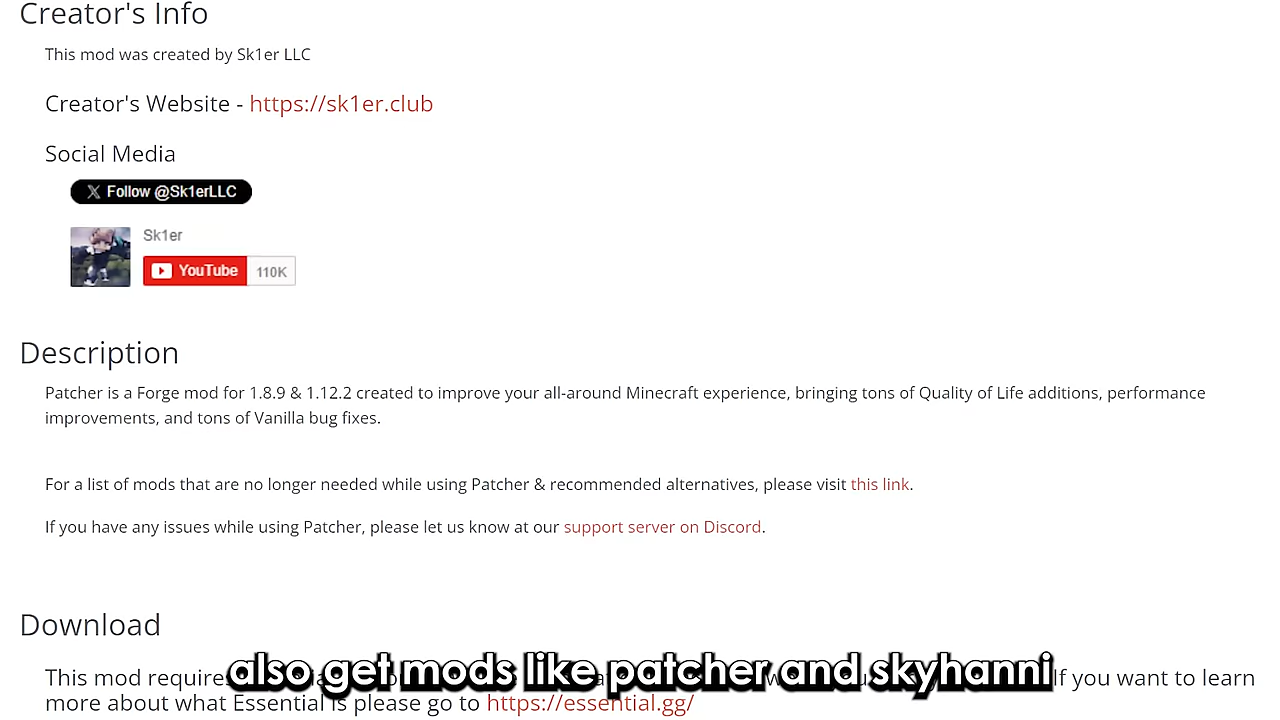 Creator's Info
This mod was created by Sk1er LLC
Creator's Website - https://sk1er.club
Social Media
X Follow @Sk1erLLC
Sk1er
YouTube 110K
Description
Patcher is a Forge mod for 1.8.9 & 1.12.2 created to improve your all-around Minecraft experience, bringing tons of Quality of Life additions, performance
improvements, and tons of Vanilla bug fixes.
For a list of mods that are no longer needed while using Patcher & recommended alternatives, please visit this link.
If you have any issues while using Patcher, please let us know at our support server on Discord.
Download
This mod requires If you want to learn
also get mods like patcher and skyhanni
more about what Essential is please go to https://essential.gg/